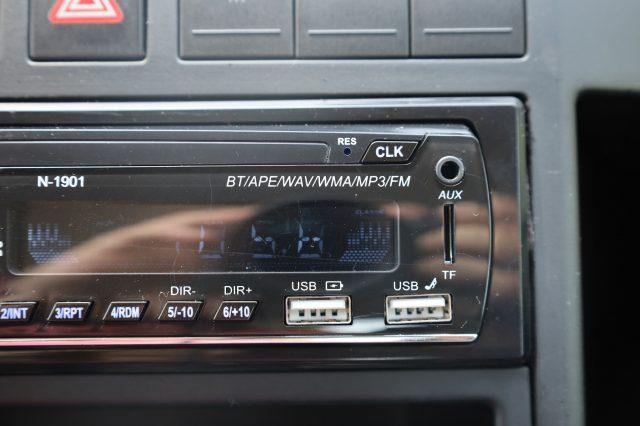 RES
CLK
N-1901
BT/APE/WAV/WMA/MP3/FM
AUX
CLASSIC
TF
DIR- DIR+ USB USB
2/INT 3/RPT 4/RDM 5/-10 6/+10